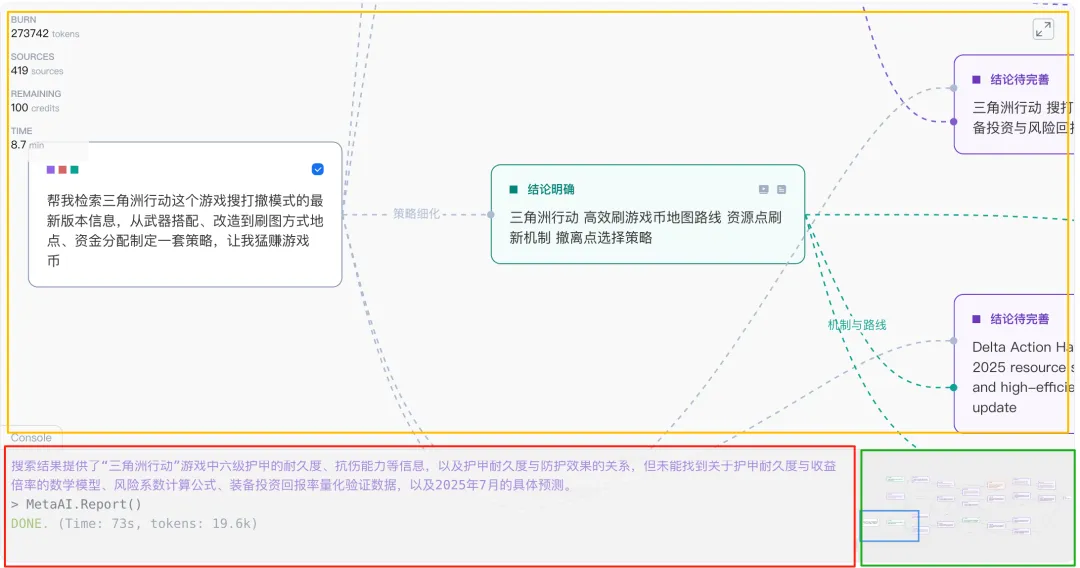 BURN
273742 tokens
SOURCES
419 sources
REMAINING
100 credits
TIME
8.7 min
帮我检索三角洲行动这个游戏搜打撤模式的最
新版本信息，从武器搭配、改造到刷图方式地
点、资金分配制定一套策略，让我猛赚游戏
币
策略细化
结论明确
三角洲行动 高效刷游戏币地图路线 资源点刷
新机制 撤离点选择策略
机制与路线
结论待完善
三角洲行动 搜打
备投资与风险回
结论待完善
Delta Action Ha
2025 resource s
and high-efficie
update
Console
搜索结果提供了“三角洲行动”游戏中六级护甲的耐久度、抗伤能力等信息，以及护甲耐久度与防护效果的关系，但未能找到关于护甲耐久度与收益
倍率的数学模型、风险系数计算公式、装备投资回报率量化验证数据，以及2025年7月的具体预测。
> MetaAI.Report()
DONE. (Time: 73s, tokens: 19.6k)